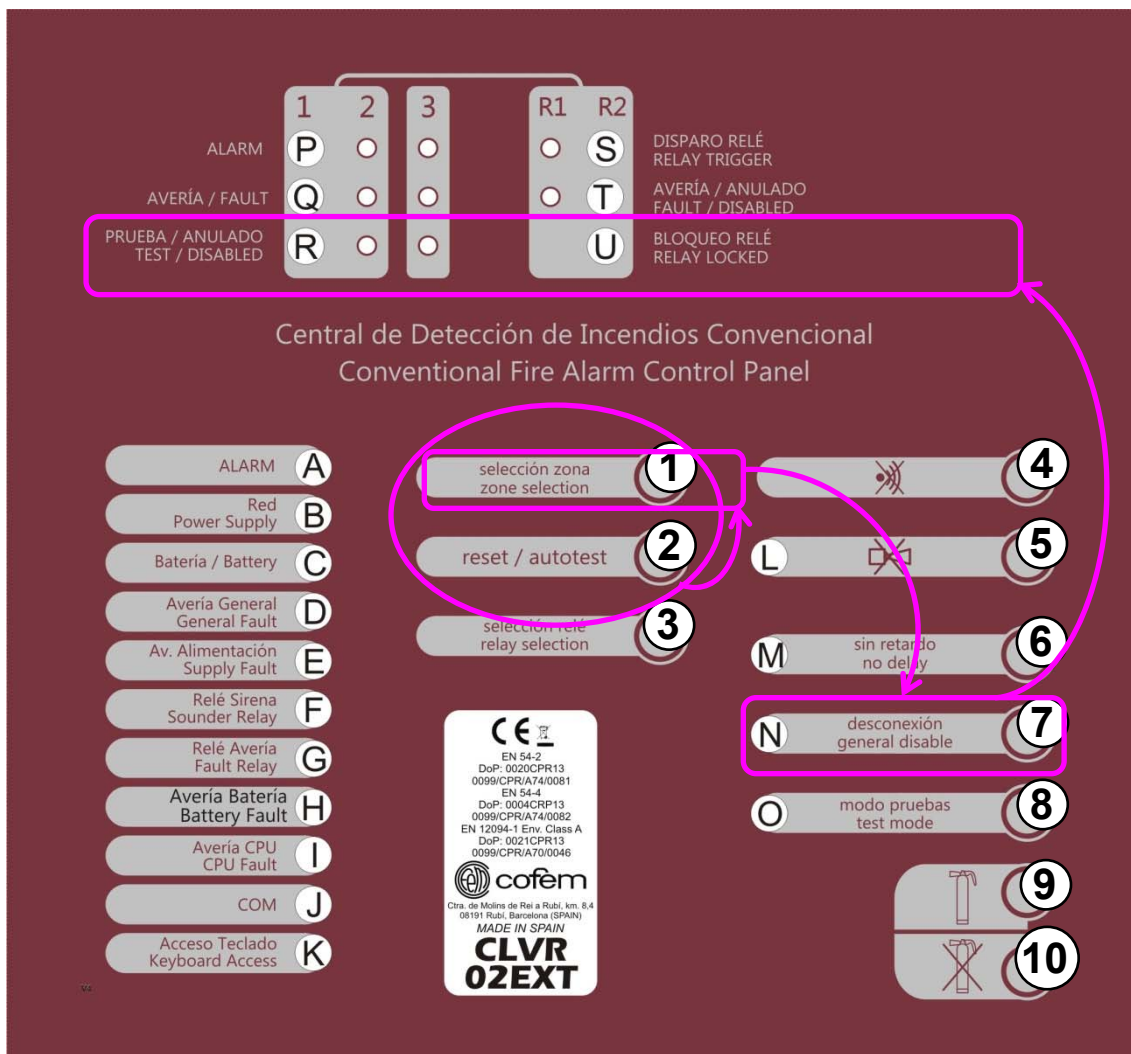 1 2 3 R1 R2
ALARM P S DISPARO RELÉ
RELAY TRIGGER
AVERÍA / FAULT Q T AVERÍA / ANULADO
FAULT / DISABLED
PRUEBA / ANULADO R U BLOQUEO RELÉ
TEST / DISABLED RELAY LOCKED
Central de Detección de Incendios Convencional
Conventional Fire Alarm Control Panel
ALARM A
Red
Power Supply B
Batería / Battery C
Avería General
General Fault D
Av. Alimentación
Supply Fault E
Relé Sirena
Sounder Relay F
Relé Avería
Fault Relay G
Avería Batería
Battery Fault H
Avería CPU
CPU Fault I
COM J
Acceso Teclado
Keyboard Access K
selección zona
zone selection 1
reset / autotest 2
selección relé
relay selection 3
EN 54-2
DoP: 0020CPR13
0099/CPR/A74/0081
EN 54-4
DoP: 0004CRP13
0099/CPR/A74/0082
EN 12094-1 Env. Class A
DoP: 0021CPR13
0099/CPR/A70/0046
cofem
Ctra. de Molins de Rei a Rubí, km. 8,4
08191 Rubí, Barcelona (SPAIN)
MADE IN SPAIN
CLVR
02EXT
4
L 5
M sin retardo
no delay 6
N desconexión
general disable 7
O modo pruebas
test mode 8
9
10